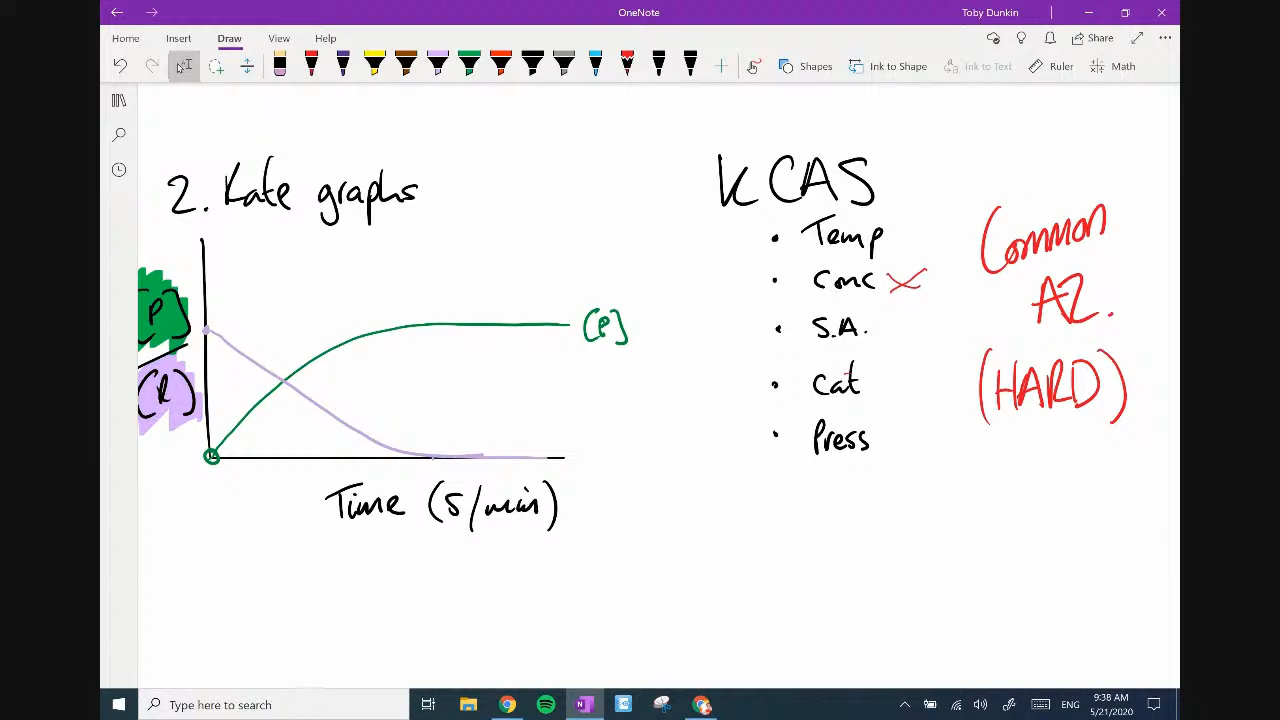 OneNote
Toby Dunkin
Home
Insert
Draw
View
Help
Share
Shapes
Ink to Shape
Ink to Text
Ruler
Math
2. Rate graphs
[P]
[R]
[P]
Time (s/min)
KCAS
• Temp
• Conc
• S.A.
• Cat
• Press
Common
A2.
(HARD)
Type here to search
ENG
9:38 AM
5/21/2020